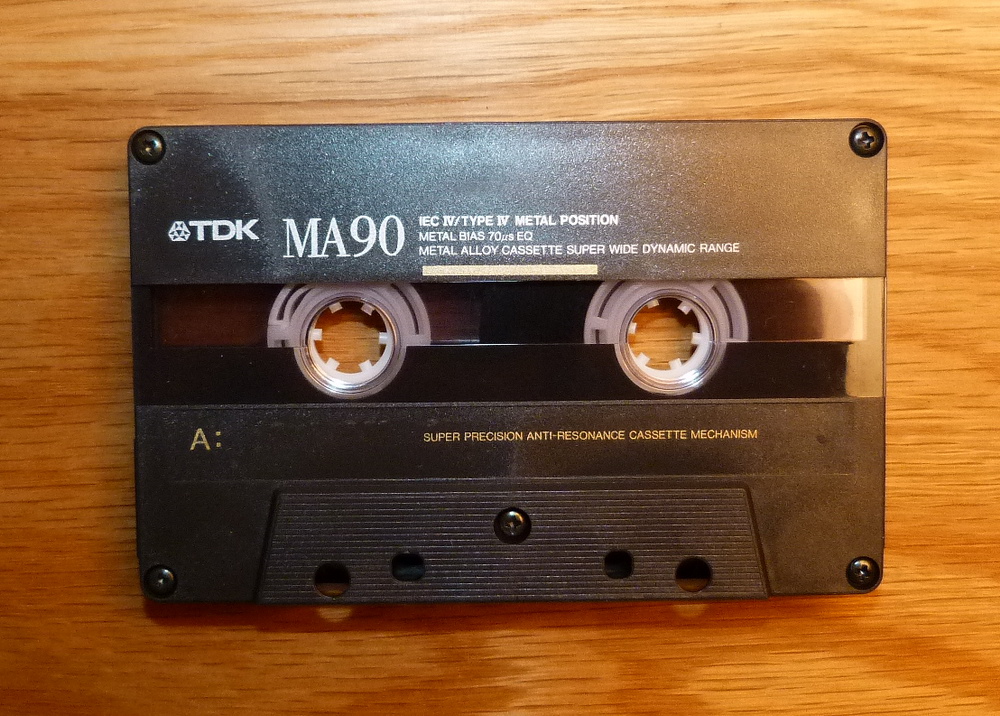 TDK MA90
IEC IV/TYPE IV METAL POSITION
METAL BIAS 70µs EQ
METAL ALLOY CASSETTE SUPER WIDE DYNAMIC RANGE
A:
SUPER PRECISION ANTI-RESONANCE CASSETTE MECHANISM